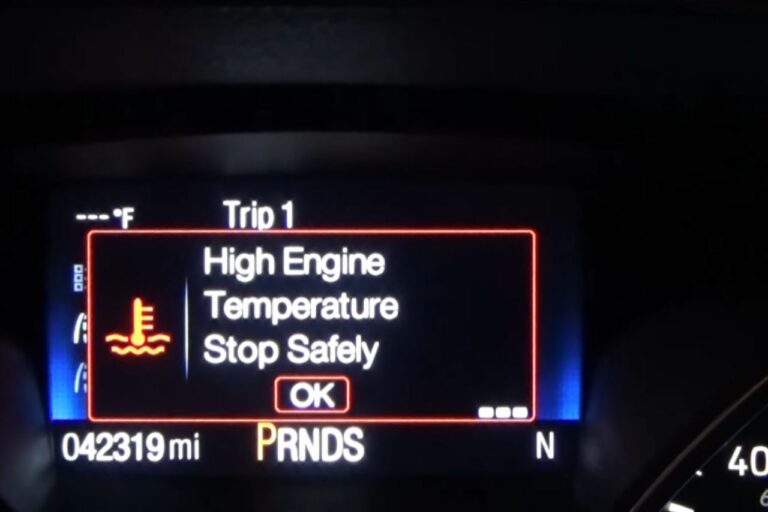 ---°F Trip 1
High Engine
Temperature
Stop Safely
OK
042319 mi PRNDS N
40